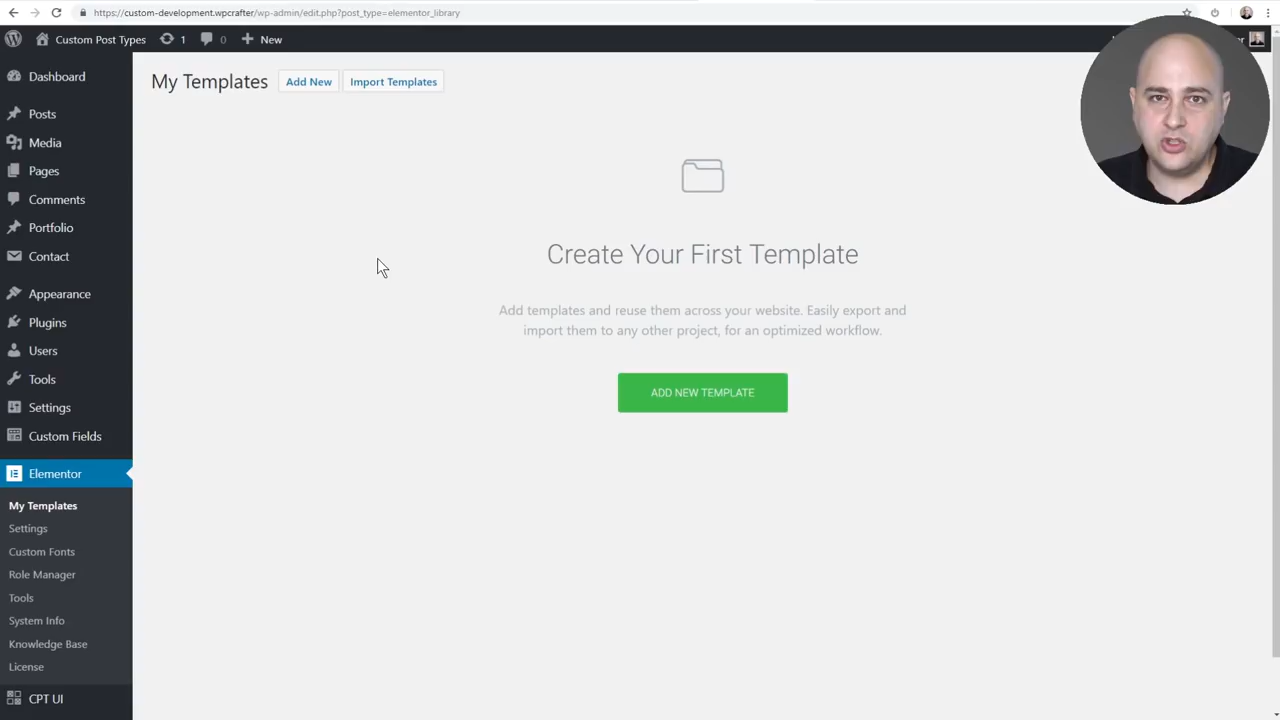 https://custom-development.wpcrafter/wp-admin/edit.php?post_type=elementor_library
Custom Post Types
1
0
New
Dashboard
Posts
Media
Pages
Comments
Portfolio
Contact
Appearance
Plugins
Users
Tools
Settings
Custom Fields
Elementor
My Templates
Settings
Custom Fonts
Role Manager
Tools
System Info
Knowledge Base
License
CPT UI
My Templates
Add New
Import Templates
Create Your First Template
Add templates and reuse them across your website. Easily export and
import them to any other project, for an optimized workflow.
ADD NEW TEMPLATE